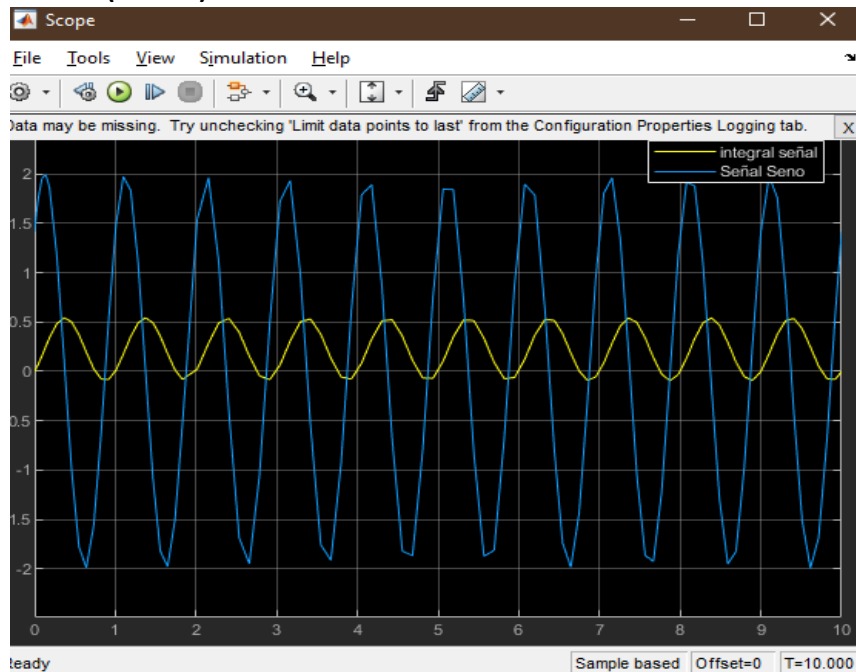 Scope
File Tools View Simulation Help
Data may be missing. Try unchecking 'Limit data points to last' from the Configuration Properties Logging tab. X
integral señal
Señal Seno
2
1.5
1
0.5
0
0.5
-1
1.5
-2
0 1 2 3 4 5 6 7 8 9 10
Ready Sample based Offset=0 T=10.000